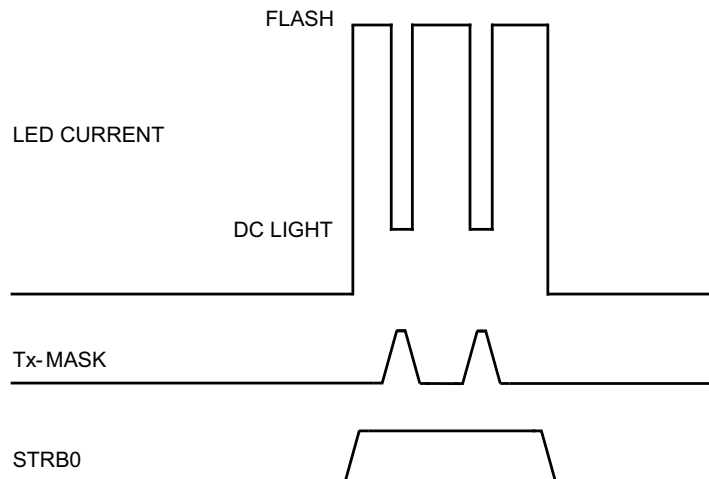 FLASH
LED CURRENT
DC LIGHT
Tx-MASK
STRB0